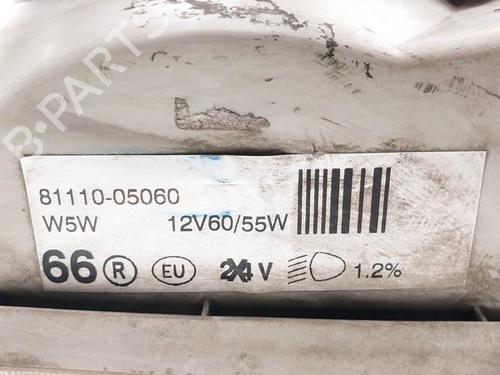 B-PARTS
81110-05060
W5W 12V60/55W
66 R EU 24 V 1.2%